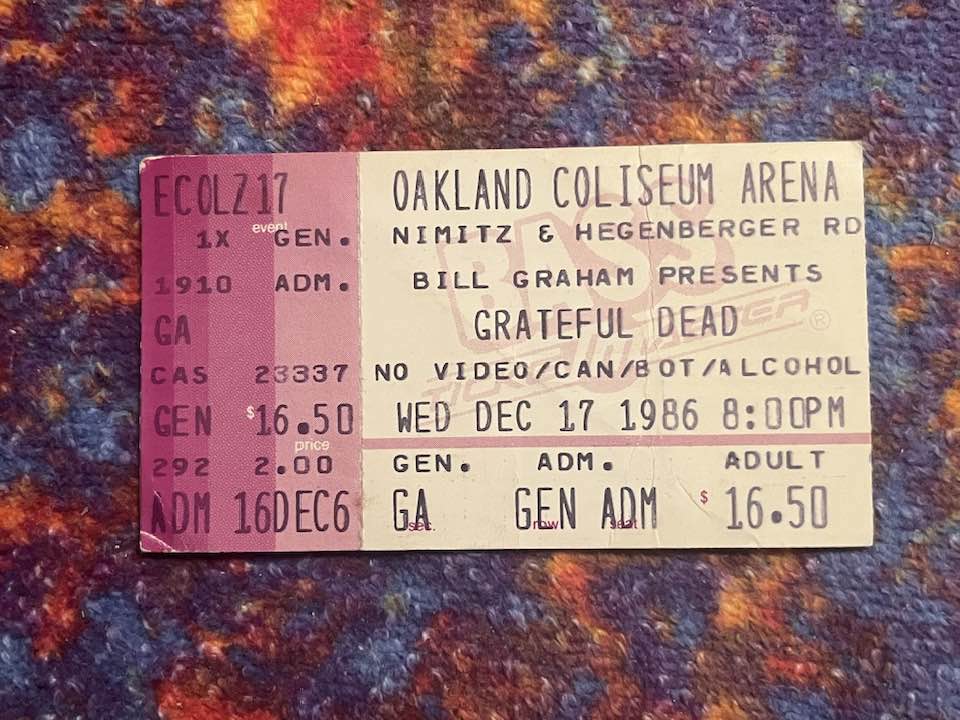 ECOLZ17
event
1X GEN.
1910 ADM.
GA
CAS 23337
GEN $16.50
price
292 2.00
ADM 16DEC6
OAKLAND COLISEUM ARENA
NIMITZ & HEGENBERGER RD
BILL GRAHAM PRESENTS
GRATEFUL DEAD
NO VIDEO/CAN/BOT/ALCOHOL
WED DEC 17 1986 8:00PM
GEN. ADM. ADULT
GA GEN ADM $ 16.50
sec. row seat
BASS
TICKETMASTER ®